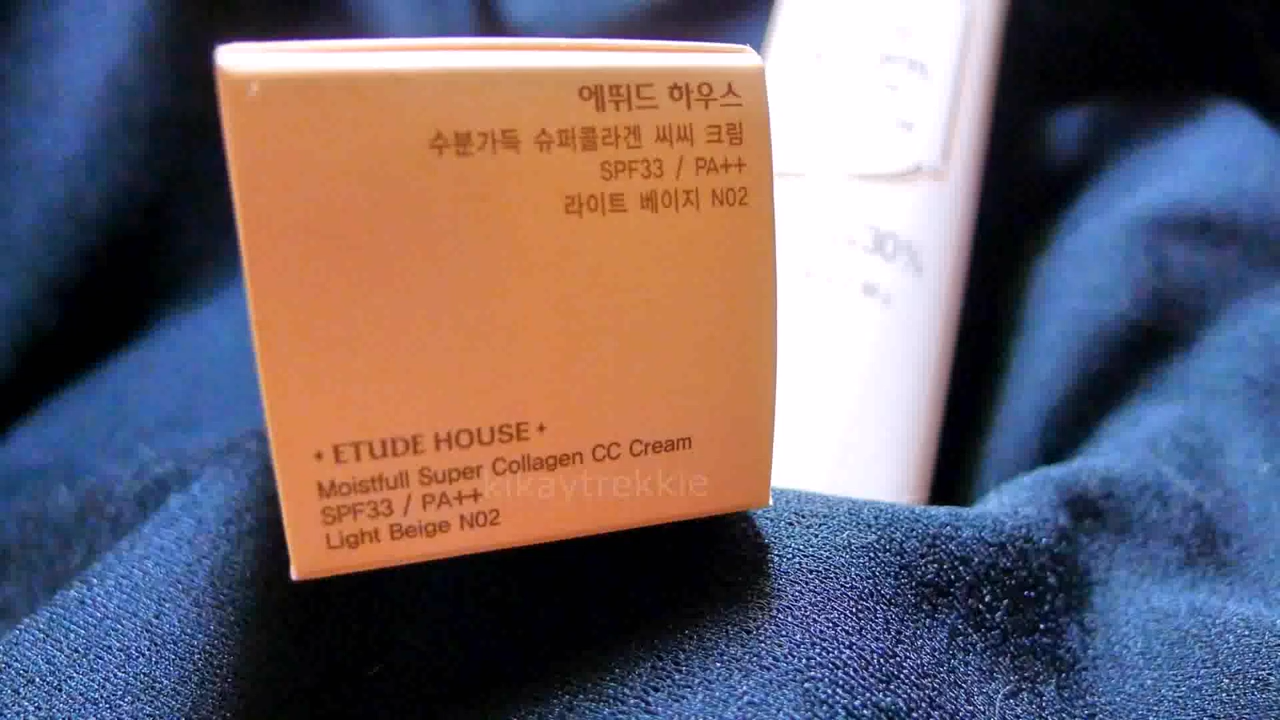 에뛰드 하우스
수분가득 슈퍼콜라겐 씨씨 크림
SPF33 / PA++
라이트 베이지 N02
ETUDE HOUSE
Moistfull Super Collagen CC Cream
SPF33 / PA++
Light Beige N02
kikaytrekkie
30%